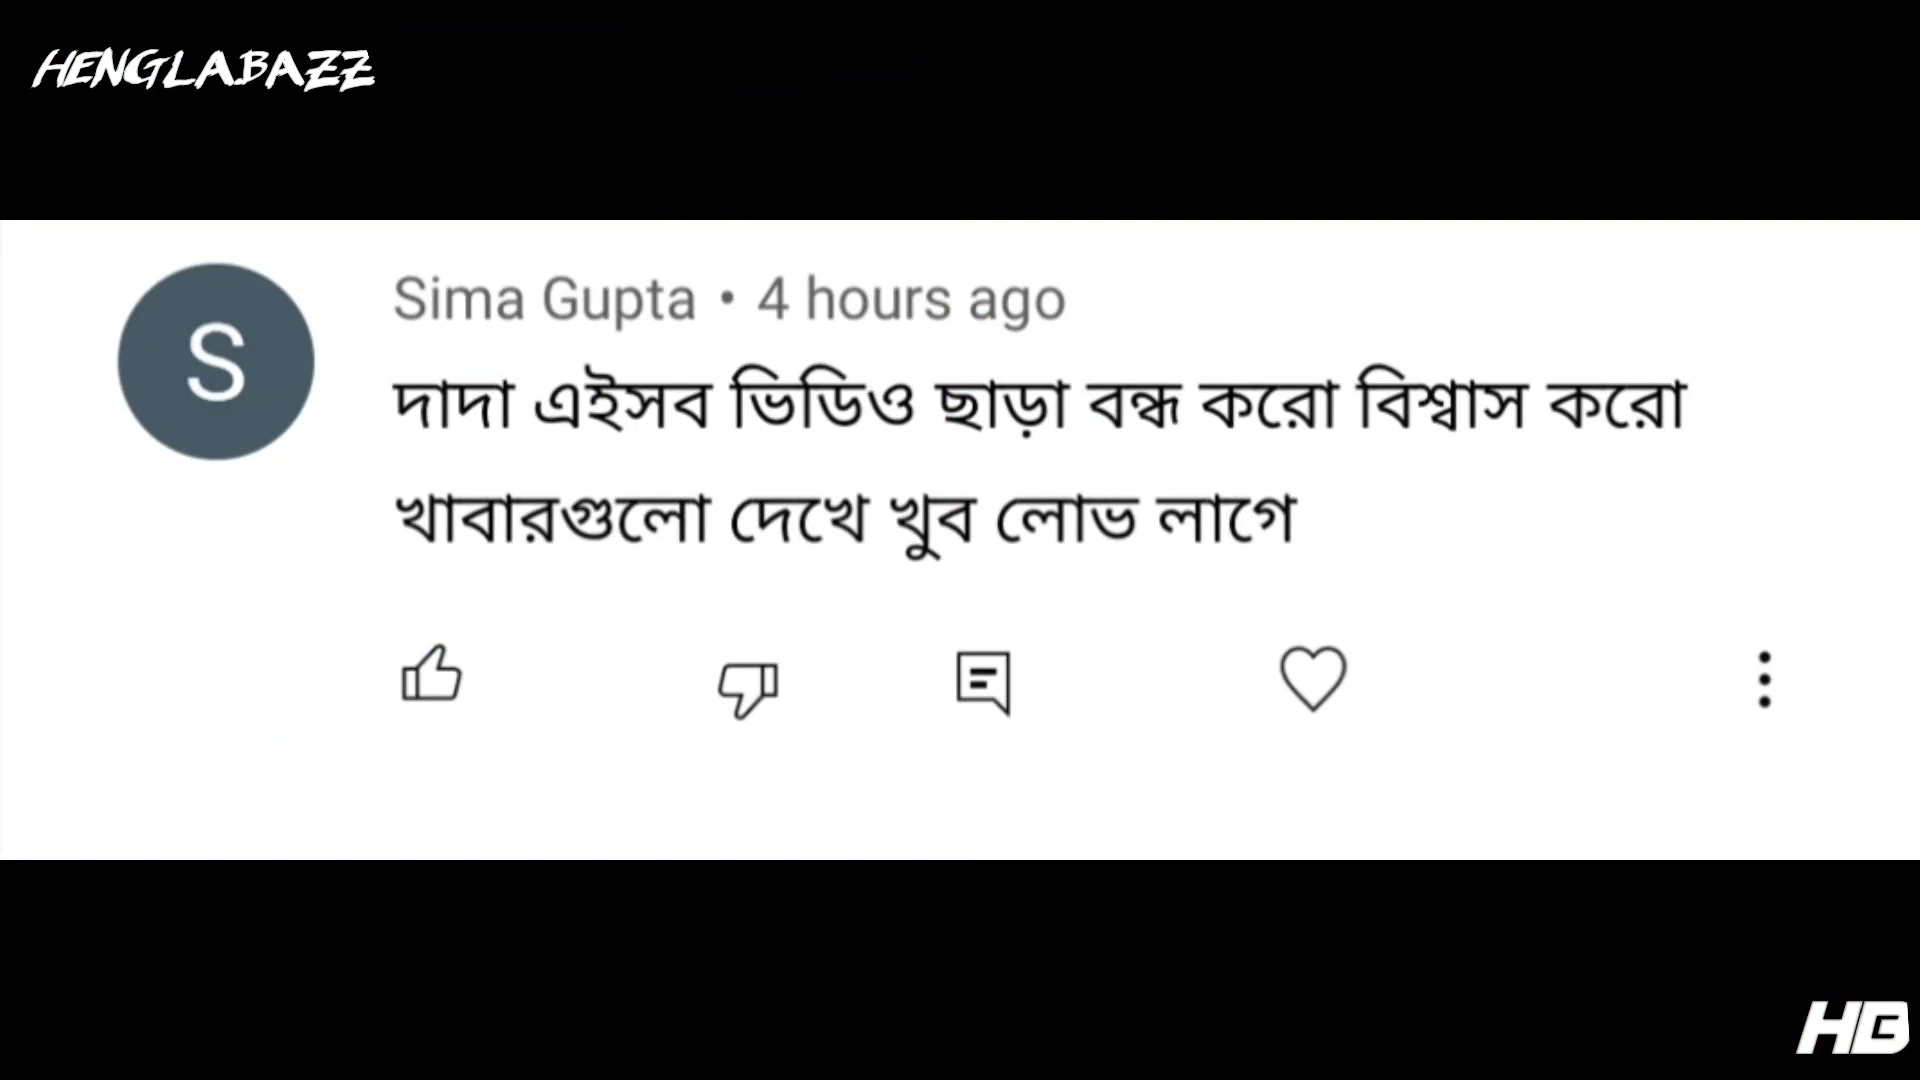 HENGLABAZZ
S
Sima Gupta • 4 hours ago
দাদা এইসব ভিডিও ছাড়া বন্ধ করো বিশ্বাস করো
খাবারগুলো দেখে খুব লোভ লাগে
HB